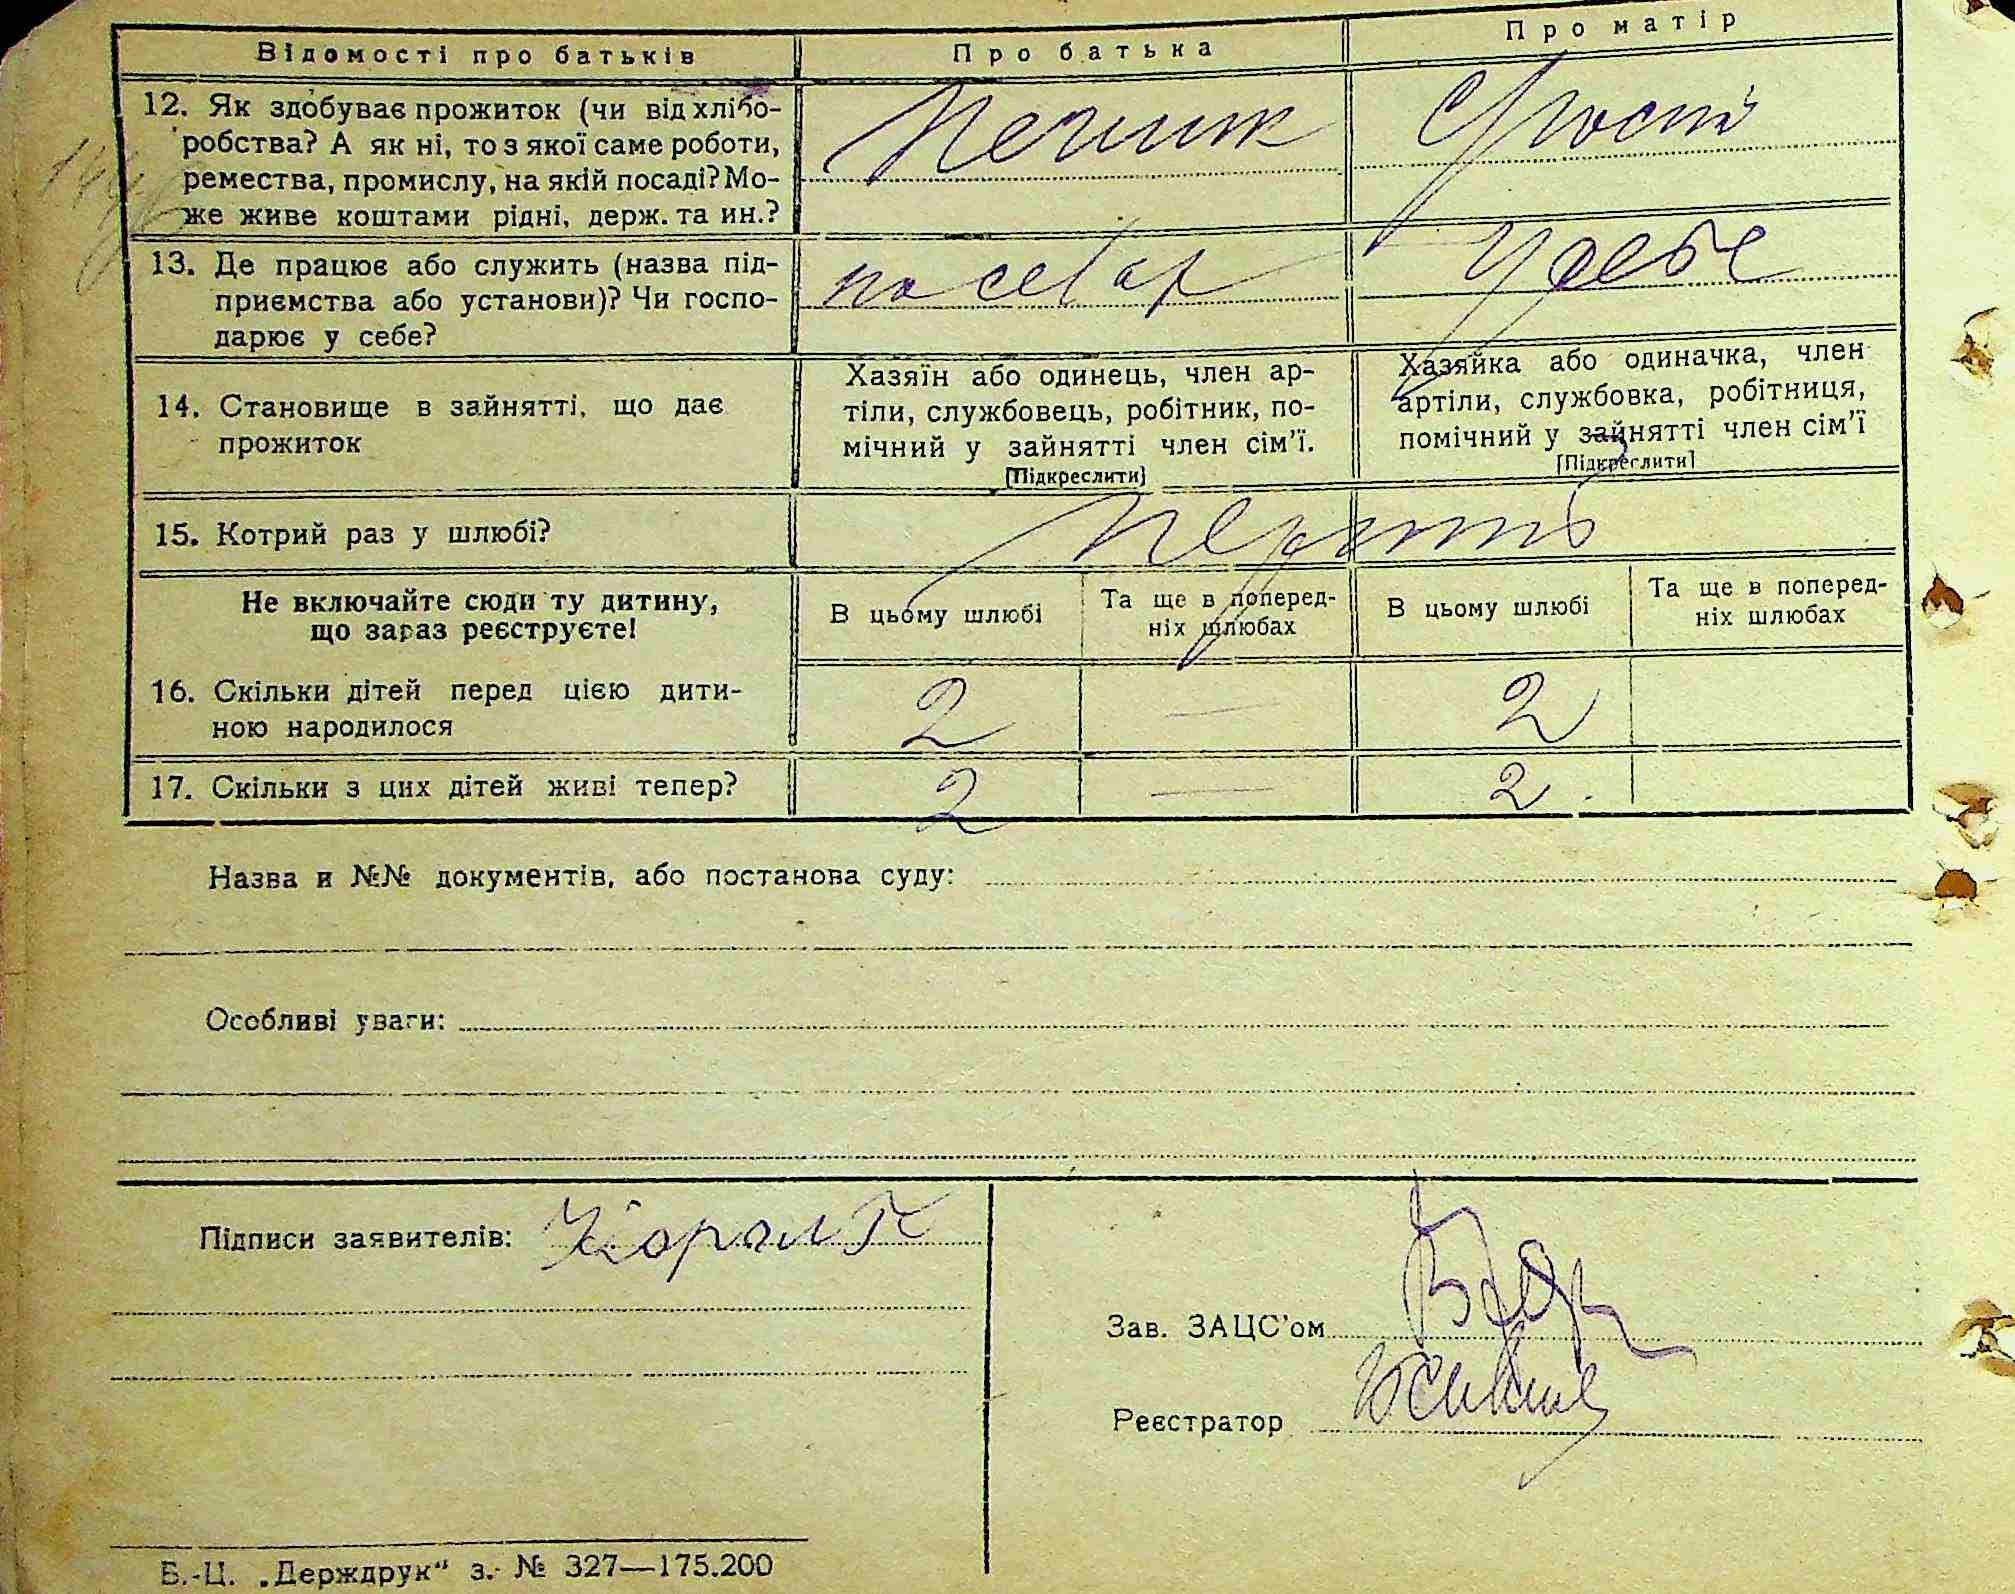 Відомості про батьків
Про батька
Про матір
12. Як здобуває прожиток (чи від хлібо-
робства? А як ні, то з якої саме роботи,
ремества, промислу, на якій посаді? Мо-
же живе коштами рідні, держ. та ин.?
Печник
13. Де працює або служить (назва під-
приємства або установи)? Чи госпо-
дарює у себе?
У себе
14. Становище в зайнятті, що дає
прожиток
Хазяїн або одинець, член ар-
тіли, службовець, робітник, по-
мічний у зайнятті член сім'ї.
[Підкреслити]
Хазяйка або одиначка, член
артіли, службовка, робітниця,
помічний у зайнятті член сім'ї
[Підкреслити]
15. Котрий раз у шлюбі?
Не включайте сюди ту дитину,
що зараз реєструєте!
В цьому шлюбі
Та ще в поперед-
ніх шлюбах
В цьому шлюбі
Та ще в поперед-
ніх шлюбах
16. Скільки дітей перед цією дити-
ною народилося
2 — 2
17. Скільки з цих дітей живі тепер?
2 — 2.
Назва и №№ документів, або постанова суду:
Особливі уваги:
Підписи заявителів:
Зав. ЗАЦС'ом
Реєстратор
Б.-Ц. „Держдрук“ з. № 327—175.200